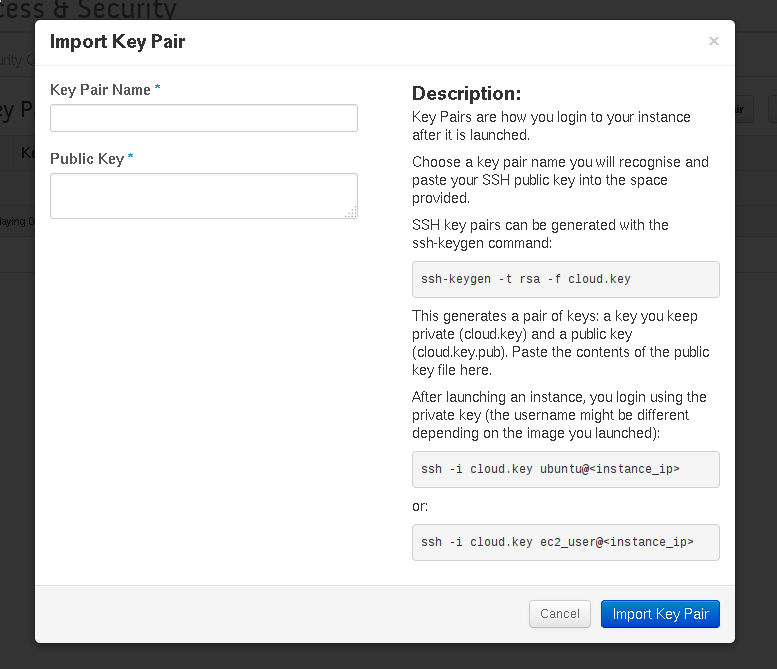 cess & Security
Import Key Pair
×
Key Pair Name *
Public Key *
Description:
Key Pairs are how you login to your instance
after it is launched.
Choose a key pair name you will recognise and
paste your SSH public key into the space
provided.
SSH key pairs can be generated with the
ssh-keygen command:
ssh-keygen -t rsa -f cloud.key
This generates a pair of keys: a key you keep
private (cloud.key) and a public key
(cloud.key.pub). Paste the contents of the public
key file here.
After launching an instance, you login using the
private key (the username might be different
depending on the image you launched):
ssh -i cloud.key ubuntu@<instance_ip>
or:
ssh -i cloud.key ec2_user@<instance_ip>
Cancel
Import Key Pair
urity G
ey P
air
Ke
laying 0